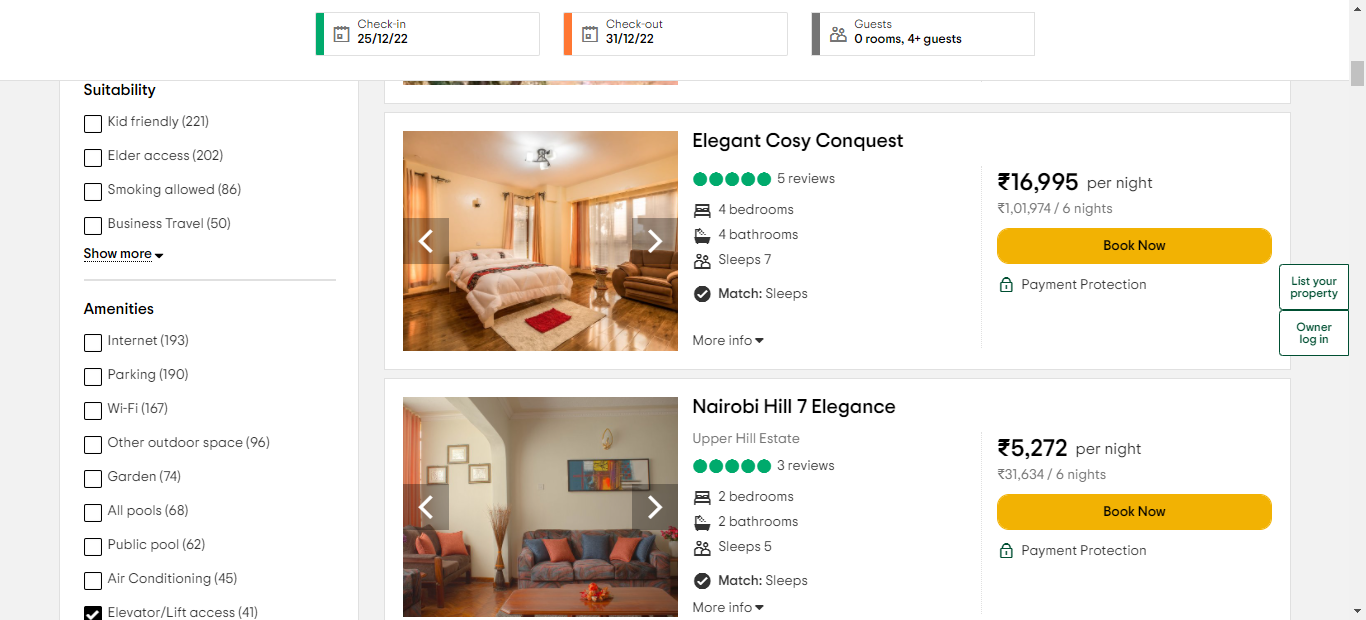 Check-in
25/12/22
Check-out
31/12/22
Guests
0 rooms, 4+ guests
Suitability
Kid friendly (221)
Elder access (202)
Smoking allowed (86)
Business Travel (50)
Show more
Amenities
Internet (193)
Parking (190)
Wi-Fi (167)
Other outdoor space (96)
Garden (74)
All pools (68)
Public pool (62)
Air Conditioning (45)
Elevator/Lift access (41)
Elegant Cosy Conquest
5 reviews
4 bedrooms
4 bathrooms
Sleeps 7
Match: Sleeps
More info
₹16,995 per night
₹1,01,974 / 6 nights
Book Now
Payment Protection
Nairobi Hill 7 Elegance
Upper Hill Estate
3 reviews
2 bedrooms
2 bathrooms
Sleeps 5
Match: Sleeps
More info
₹5,272 per night
₹31,634 / 6 nights
Book Now
Payment Protection
List your
property
Owner
log in